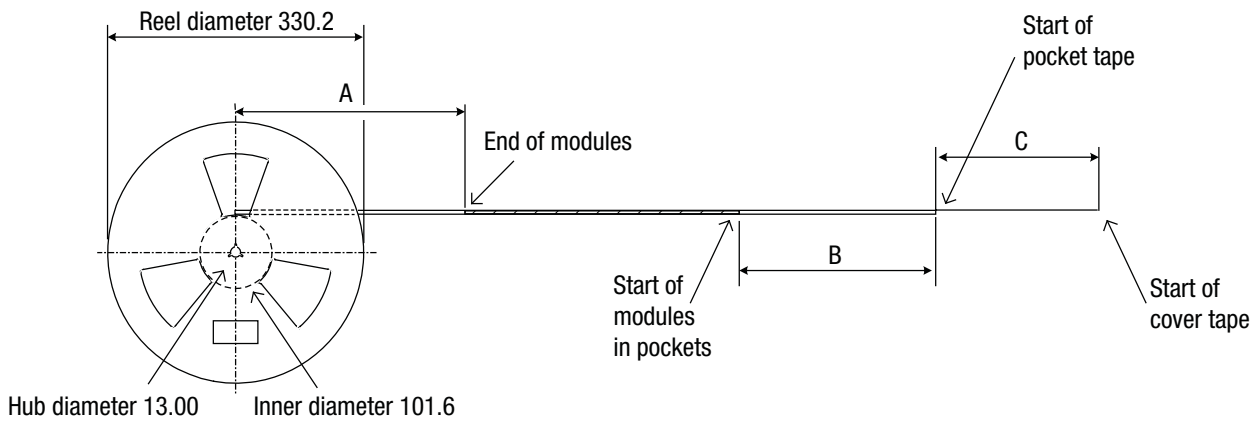 Reel diameter 330.2
Start of
pocket tape
A
End of modules
C
B
Start of
modules
in pockets
Start of
cover tape
Hub diameter 13.00
Inner diameter 101.6